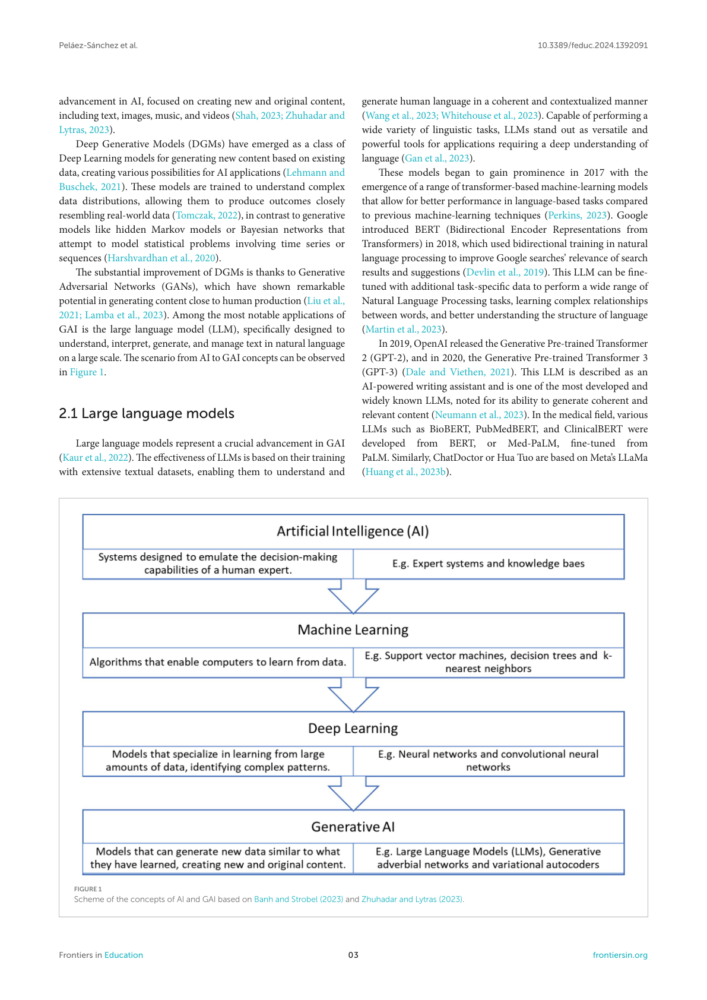 Peláez-Sánchez et al.
10.3389/feduc.2024.1392091
advancement in AI, focused on creating new and original content,
including text, images, music, and videos (Shah, 2023; Zhuhadar and
Lytras, 2023).
Deep Generative Models (DGMs) have emerged as a class of
Deep Learning models for generating new content based on existing
data, creating various possibilities for AI applications (Lehmann and
Buschek, 2021). These models are trained to understand complex
data distributions, allowing them to produce outcomes closely
resembling real-world data (Tomczak, 2022), in contrast to generative
models like hidden Markov models or Bayesian networks that
attempt to model statistical problems involving time series or
sequences (Harshvardhan et al., 2020).
The substantial improvement of DGMs is thanks to Generative
Adversarial Networks (GANs), which have shown remarkable
potential in generating content close to human production (Liu et al.,
2021; Lamba et al., 2023). Among the most notable applications of
GAI is the large language model (LLM), specifically designed to
understand, interpret, generate, and manage text in natural language
on a large scale. The scenario from AI to GAI concepts can be observed
in Figure 1.
2.1 Large language models
Large language models represent a crucial advancement in GAI
(Kaur et al., 2022). The effectiveness of LLMs is based on their training
with extensive textual datasets, enabling them to understand and
generate human language in a coherent and contextualized manner
(Wang et al., 2023; Whitehouse et al., 2023). Capable of performing a
wide variety of linguistic tasks, LLMs stand out as versatile and
powerful tools for applications requiring a deep understanding of
language (Gan et al., 2023).
These models began to gain prominence in 2017 with the
emergence of a range of transformer-based machine-learning models
that allow for better performance in language-based tasks compared
to previous machine-learning techniques (Perkins, 2023). Google
introduced BERT (Bidirectional Encoder Representations from
Transformers) in 2018, which used bidirectional training in natural
language processing to improve Google searches' relevance of search
results and suggestions (Devlin et al., 2019). This LLM can be fine-
tuned with additional task-specific data to perform a wide range of
Natural Language Processing tasks, learning complex relationships
between words, and better understanding the structure of language
(Martin et al., 2023).
In 2019, OpenAI released the Generative Pre-trained Transformer
2 (GPT-2), and in 2020, the Generative Pre-trained Transformer 3
(GPT-3) (Dale and Viethen, 2021). This LLM is described as an
AI-powered writing assistant and is one of the most developed and
widely known LLMs, noted for its ability to generate coherent and
relevant content (Neumann et al., 2023). In the medical field, various
LLMs such as BioBERT, PubMedBERT, and ClinicalBERT were
developed from BERT, or Med-PaLM, fine-tuned from
PaLM. Similarly, ChatDoctor or Hua Tuo are based on Meta's LLaMa
(Huang et al., 2023b).
Artificial Intelligence (AI)
Systems designed to emulate the decision-making
capabilities of a human expert.
E.g. Expert systems and knowledge baes
Machine Learning
Algorithms that enable computers to learn from data.
E.g. Support vector machines, decision trees and k-
nearest neighbors
Deep Learning
Models that specialize in learning from large
amounts of data, identifying complex patterns.
E.g. Neural networks and convolutional neural
networks
Generative AI
Models that can generate new data similar to what
they have learned, creating new and original content.
E.g. Large Language Models (LLMs), Generative
adverbial networks and variational autocoders
FIGURE 1
Scheme of the concepts of AI and GAI based on Banh and Strobel (2023) and Zhuhadar and Lytras (2023).
Frontiers in Education
03
frontiersin.org